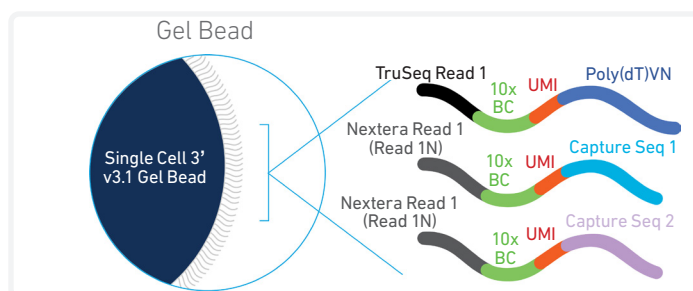 Gel Bead
Single Cell 3’
v3.1 Gel Bead
TruSeq Read 1
10x
BC
UMI
Poly(dT)VN
Nextera Read 1
(Read 1N)
10x
BC
UMI
Capture Seq 1
Nextera Read 1
(Read 1N)
10x
BC
UMI
Capture Seq 2